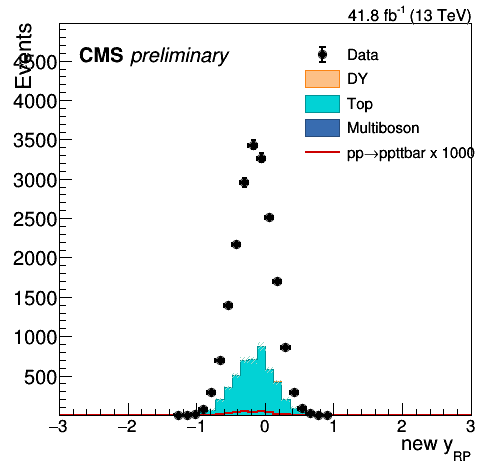 41.8 fb⁻¹ (13 TeV)
Events
CMS preliminary
Data
DY
Top
Multiboson
pp→ppttbar x 1000
4500
4000
3500
3000
2500
2000
1500
1000
500
−3 −2 −1 0 1 2 3
new y_RP